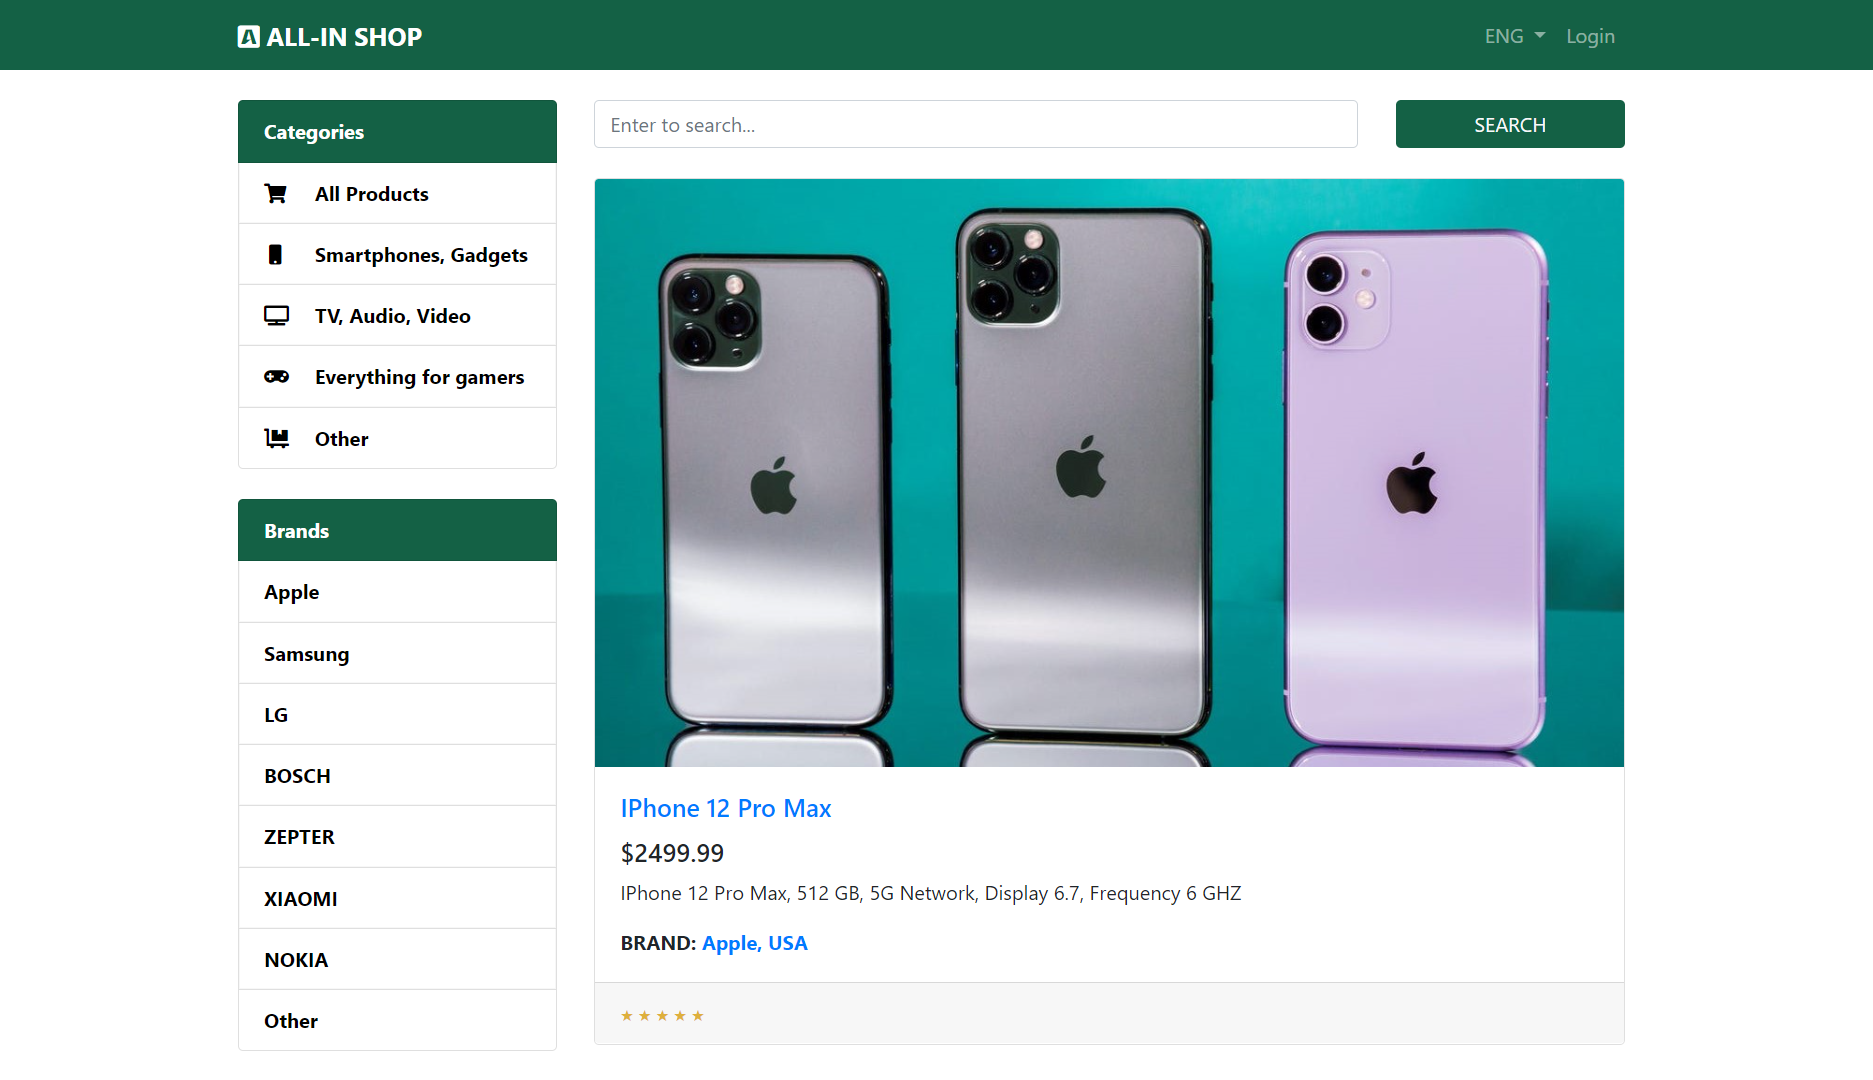 ALL-IN SHOP
ENG
Login
Categories
All Products
Smartphones, Gadgets
TV, Audio, Video
Everything for gamers
Other
Brands
Apple
Samsung
LG
BOSCH
ZEPTER
XIAOMI
NOKIA
Other
Enter to search...
SEARCH
IPhone 12 Pro Max
$2499.99
IPhone 12 Pro Max, 512 GB, 5G Network, Display 6.7, Frequency 6 GHZ
BRAND: Apple, USA
★ ★ ★ ★ ★